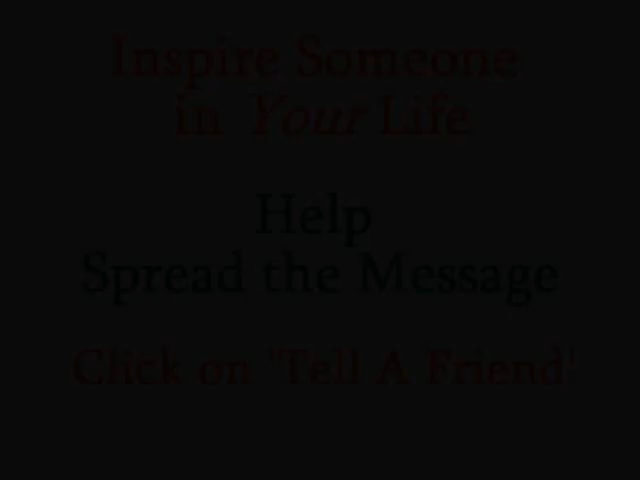 Inspire Someone
in Your Life
Help
Spread the Message
Click on "Tell A Friend'